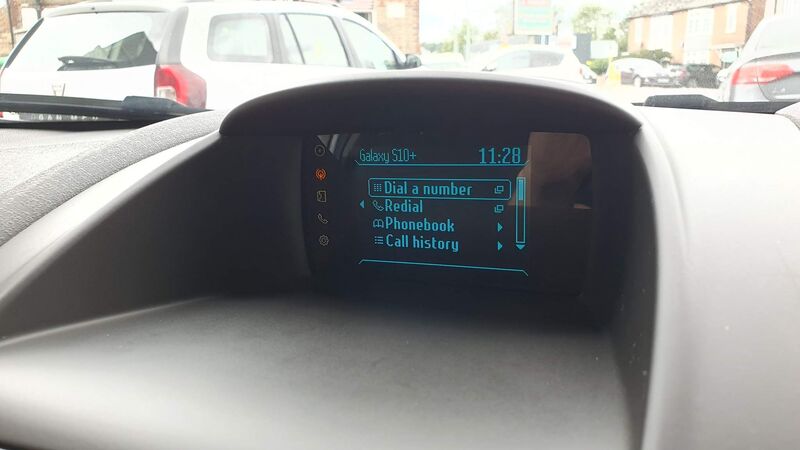 Galaxy S10+ 11:28
Dial a number
Redial
Phonebook
Call history